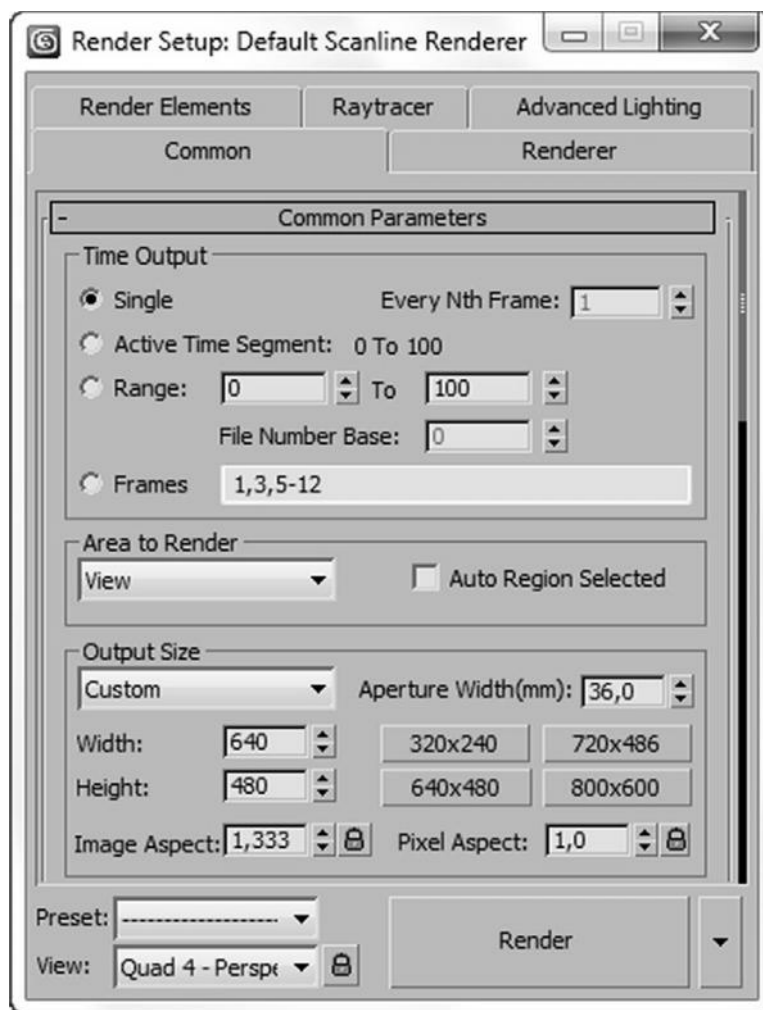 Render Setup: Default Scanline Renderer
Render Elements Raytracer Advanced Lighting
Common Renderer
- Common Parameters
Time Output
Single Every Nth Frame: 1
Active Time Segment: 0 To 100
Range: 0 To 100
File Number Base: 0
Frames 1,3,5-12
Area to Render
View Auto Region Selected
Output Size
Custom Aperture Width(mm): 36,0
Width: 640 320x240 720x486
Height: 480 640x480 800x600
Image Aspect: 1,333 Pixel Aspect: 1,0
Preset: --------------------
View: Quad 4 - Perspe Render